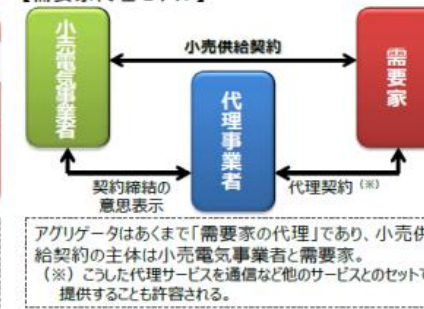 小売供給契約
小売電気事業者
代理事業者
需要家
契約締結の
意思表示
代理契約（※）
アグリゲータはあくまで「需要家の代理」であり、小売供
給契約の主体は小売電気事業者と需要家。
（※）こうした代理サービスを通信など他のサービスとのセットで
提供することも許容される。